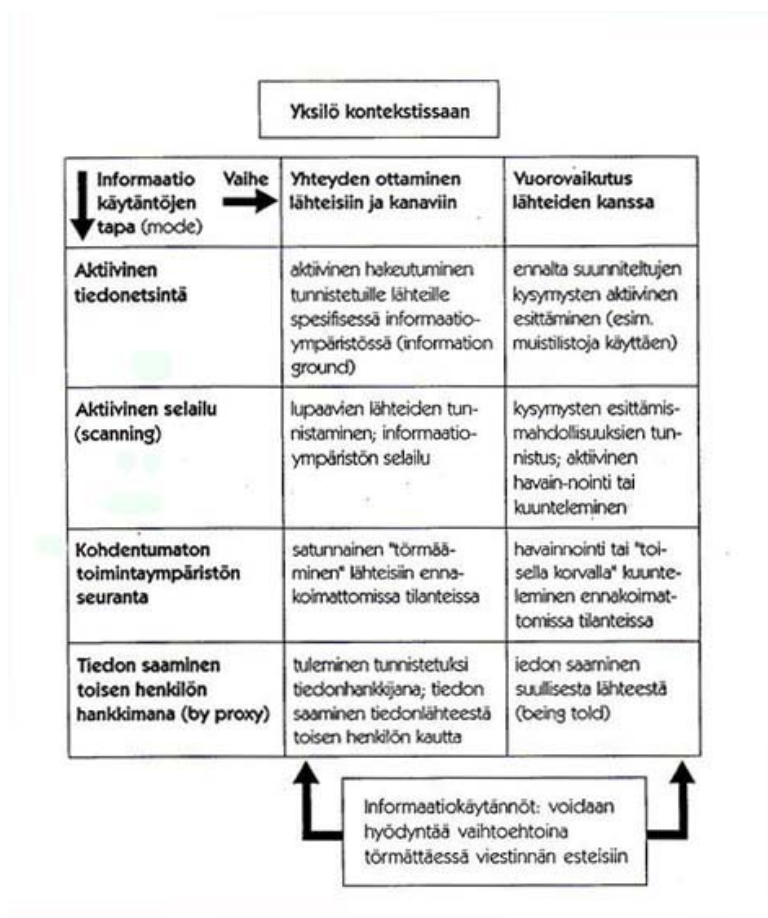 Yksilö kontekstissaan
Informaatio Vaihe
käytäntöjen
tapa (mode)
Yhteyden ottaminen
lähteisiin ja kanaviin
Vuorovaikutus
lähteiden kanssa
Aktiivinen
tiedonetsintä
aktiivinen hakeutuminen
tunnistetuille lähteille
spesifisessä informaatio-
ympäristössä (information
ground)
ennalta suunniteltujen
kysymysten aktiivinen
esittäminen (esim.
muistilistoja käyttäen)
Aktiivinen selailu
(scanning)
lupaavien lähteiden tun-
nistaminen; informaatio-
ympäristön selailu
kysymysten esittämis-
mahdollisuuksien tun-
nistus; aktiivinen
havain-nointi tai
kuunteleminen
Kohdentumaton
toimintaympäristön
seuranta
satunnainen "törmää-
minen" lähteisiin enna-
koimattomissa tilanteissa
havainnointi tai "toi-
sella korvalla" kuunte-
leminen ennakoimat-
tomissa tilanteissa
Tiedon saaminen
toisen henkilön
hankkimana (by proxy)
tuleminen tunnistetuksi
tiedonhankkijana; tiedon
saaminen tiedonlähteestä
toisen henkilön kautta
iedon saaminen
suullisesta lähteestä
(being told)
Informaatiokäytännöt: voidaan
hyödyntää vaihtoehtoina
törmättäessä viestinnän esteisiin